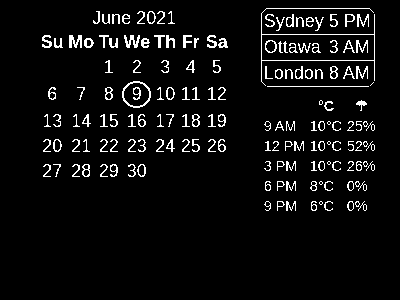 June 2021
Su Mo Tu We Th Fr Sa
1 2 3 4 5
6 7 8 9 10 11 12
13 14 15 16 17 18 19
20 21 22 23 24 25 26
27 28 29 30
Sydney 5 PM
Ottawa 3 AM
London 8 AM
°C ☂
9 AM 10°C 25%
12 PM 10°C 52%
3 PM 10°C 26%
6 PM 8°C 0%
9 PM 6°C 0%